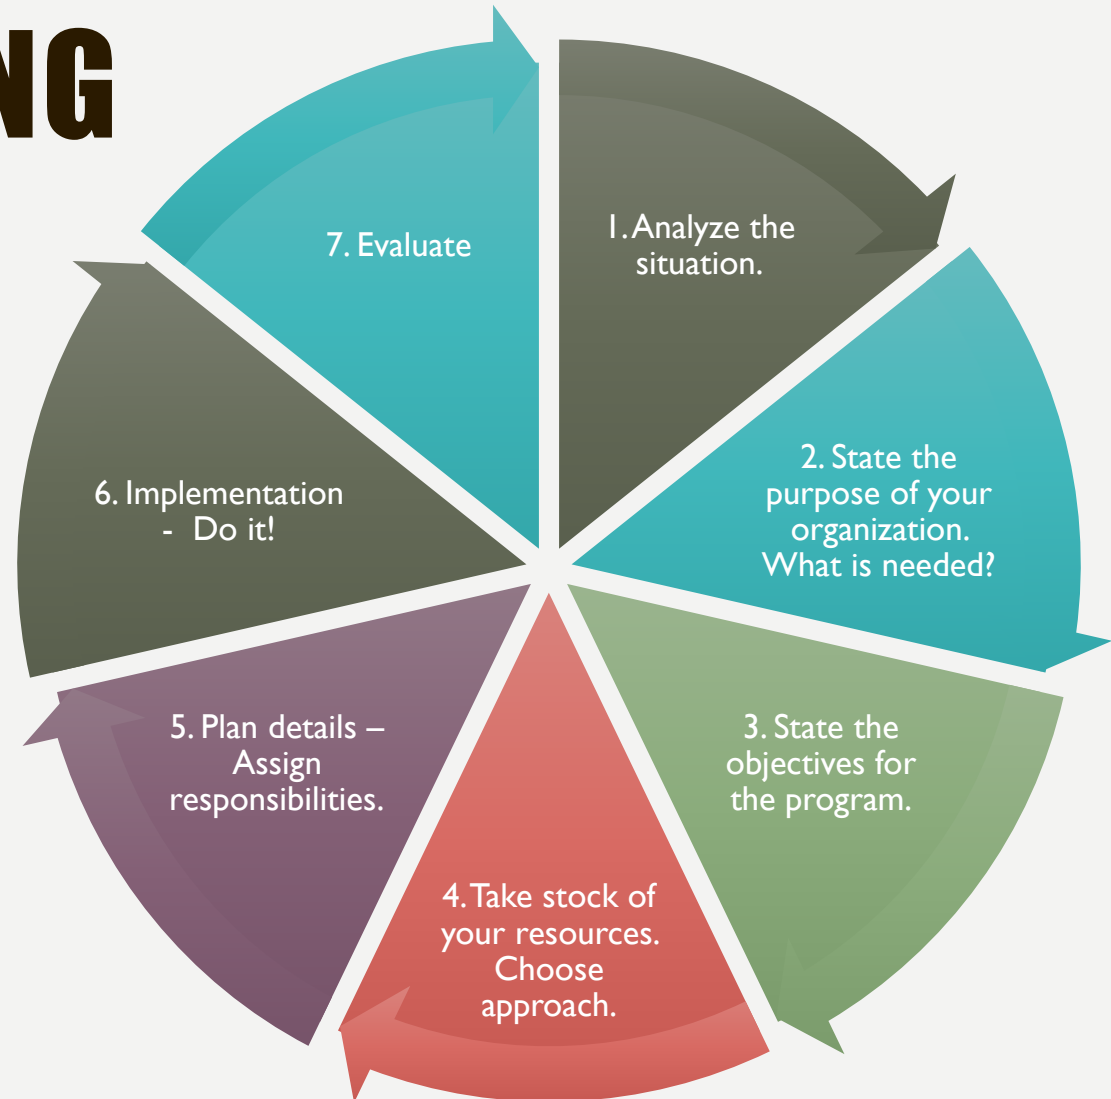 NG
1. Analyze the
situation.
2. State the
purpose of your
organization.
What is needed?
3. State the
objectives for
the program.
4. Take stock of
your resources.
Choose
approach.
5. Plan details –
Assign
responsibilities.
6. Implementation
- Do it!
7. Evaluate